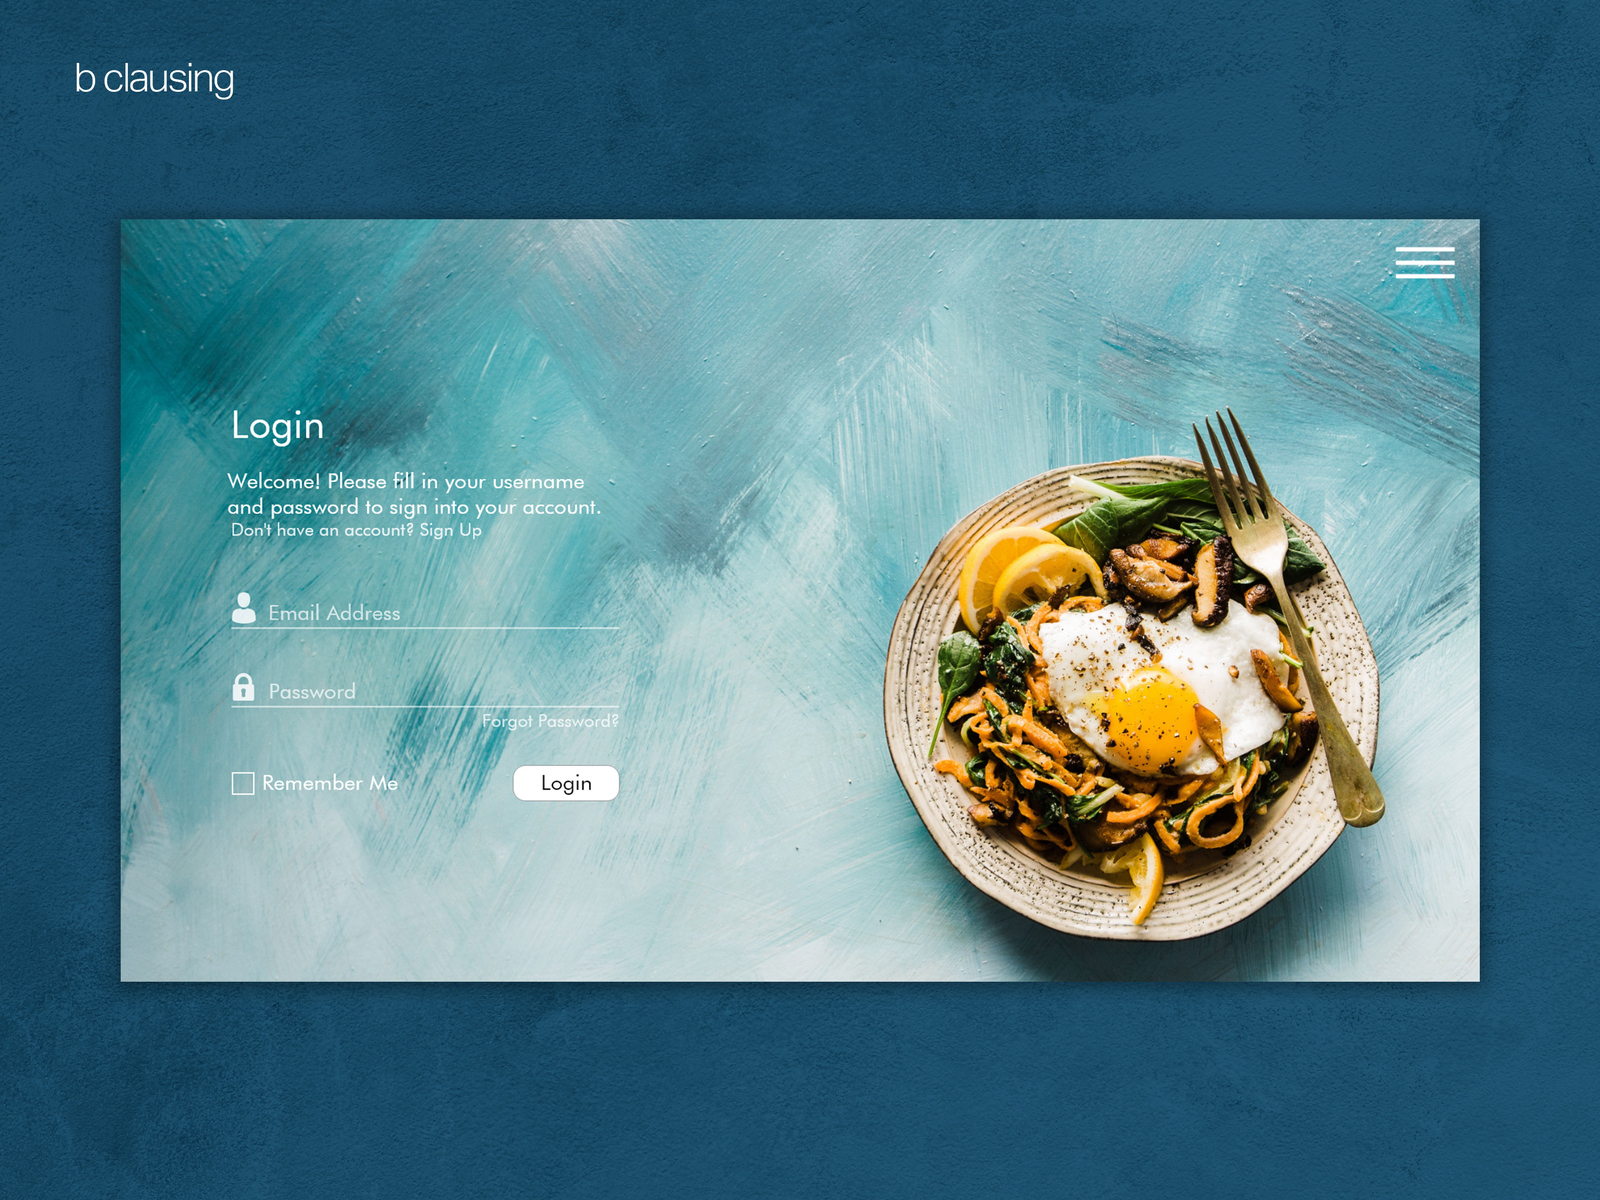 b clausing
Login
Welcome! Please fill in your username
and password to sign into your account.
Don't have an account? Sign Up
Email Address
Password
Forgot Password?
Remember Me
Login